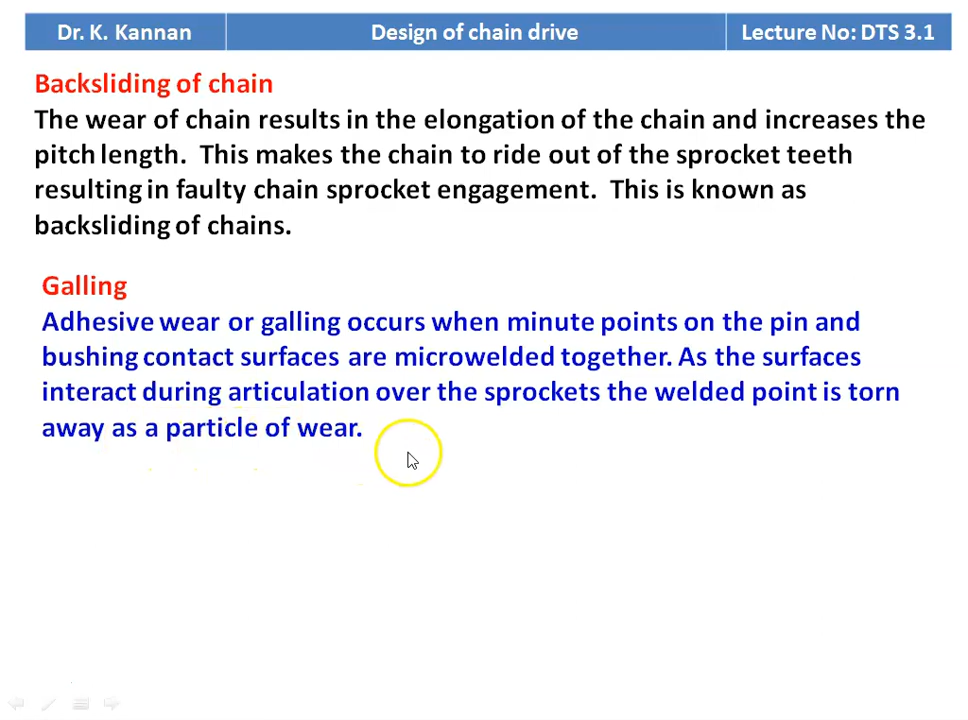 Dr. K. Kannan
Design of chain drive
Lecture No: DTS 3.1
Backsliding of chain
The wear of chain results in the elongation of the chain and increases the
pitch length. This makes the chain to ride out of the sprocket teeth
resulting in faulty chain sprocket engagement. This is known as
backsliding of chains.
Galling
Adhesive wear or galling occurs when minute points on the pin and
bushing contact surfaces are microwelded together. As the surfaces
interact during articulation over the sprockets the welded point is torn
away as a particle of wear.